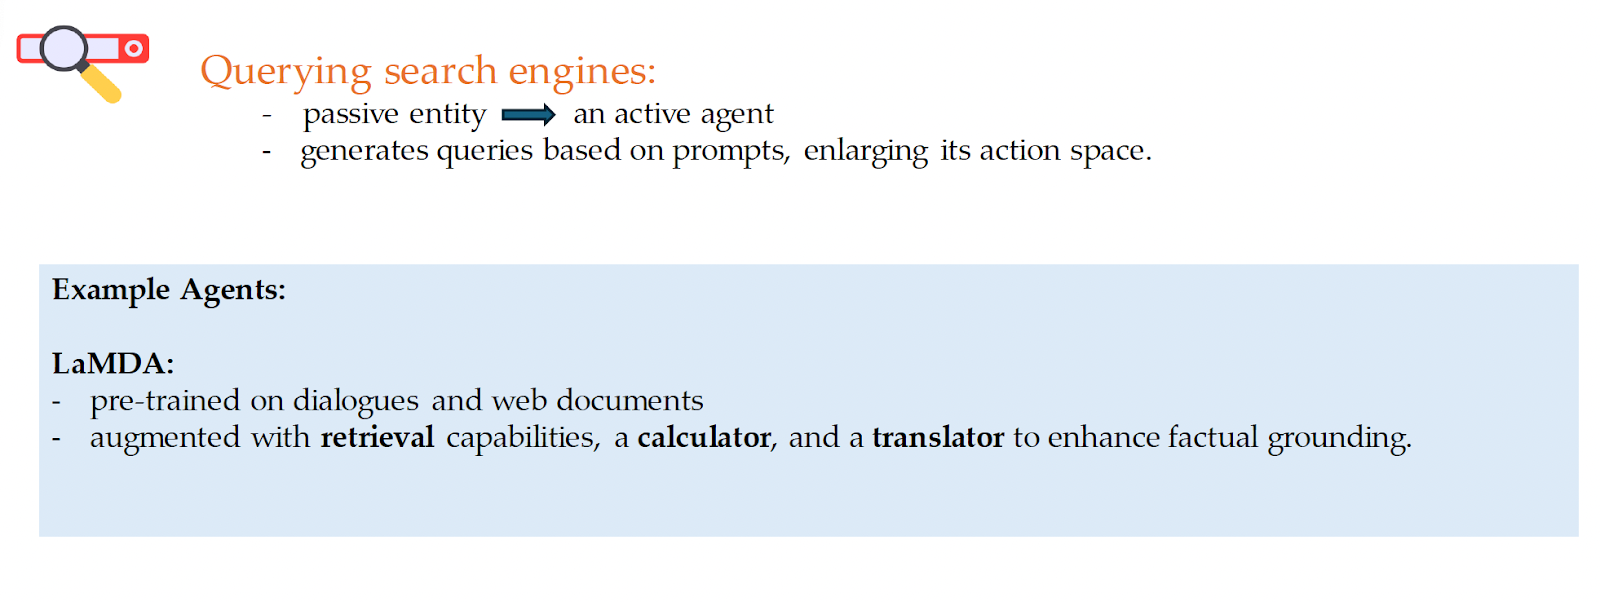 Querying search engines:
- passive entity an active agent
- generates queries based on prompts, enlarging its action space.
Example Agents:
LaMDA:
- pre-trained on dialogues and web documents
- augmented with retrieval capabilities, a calculator, and a translator to enhance factual grounding.